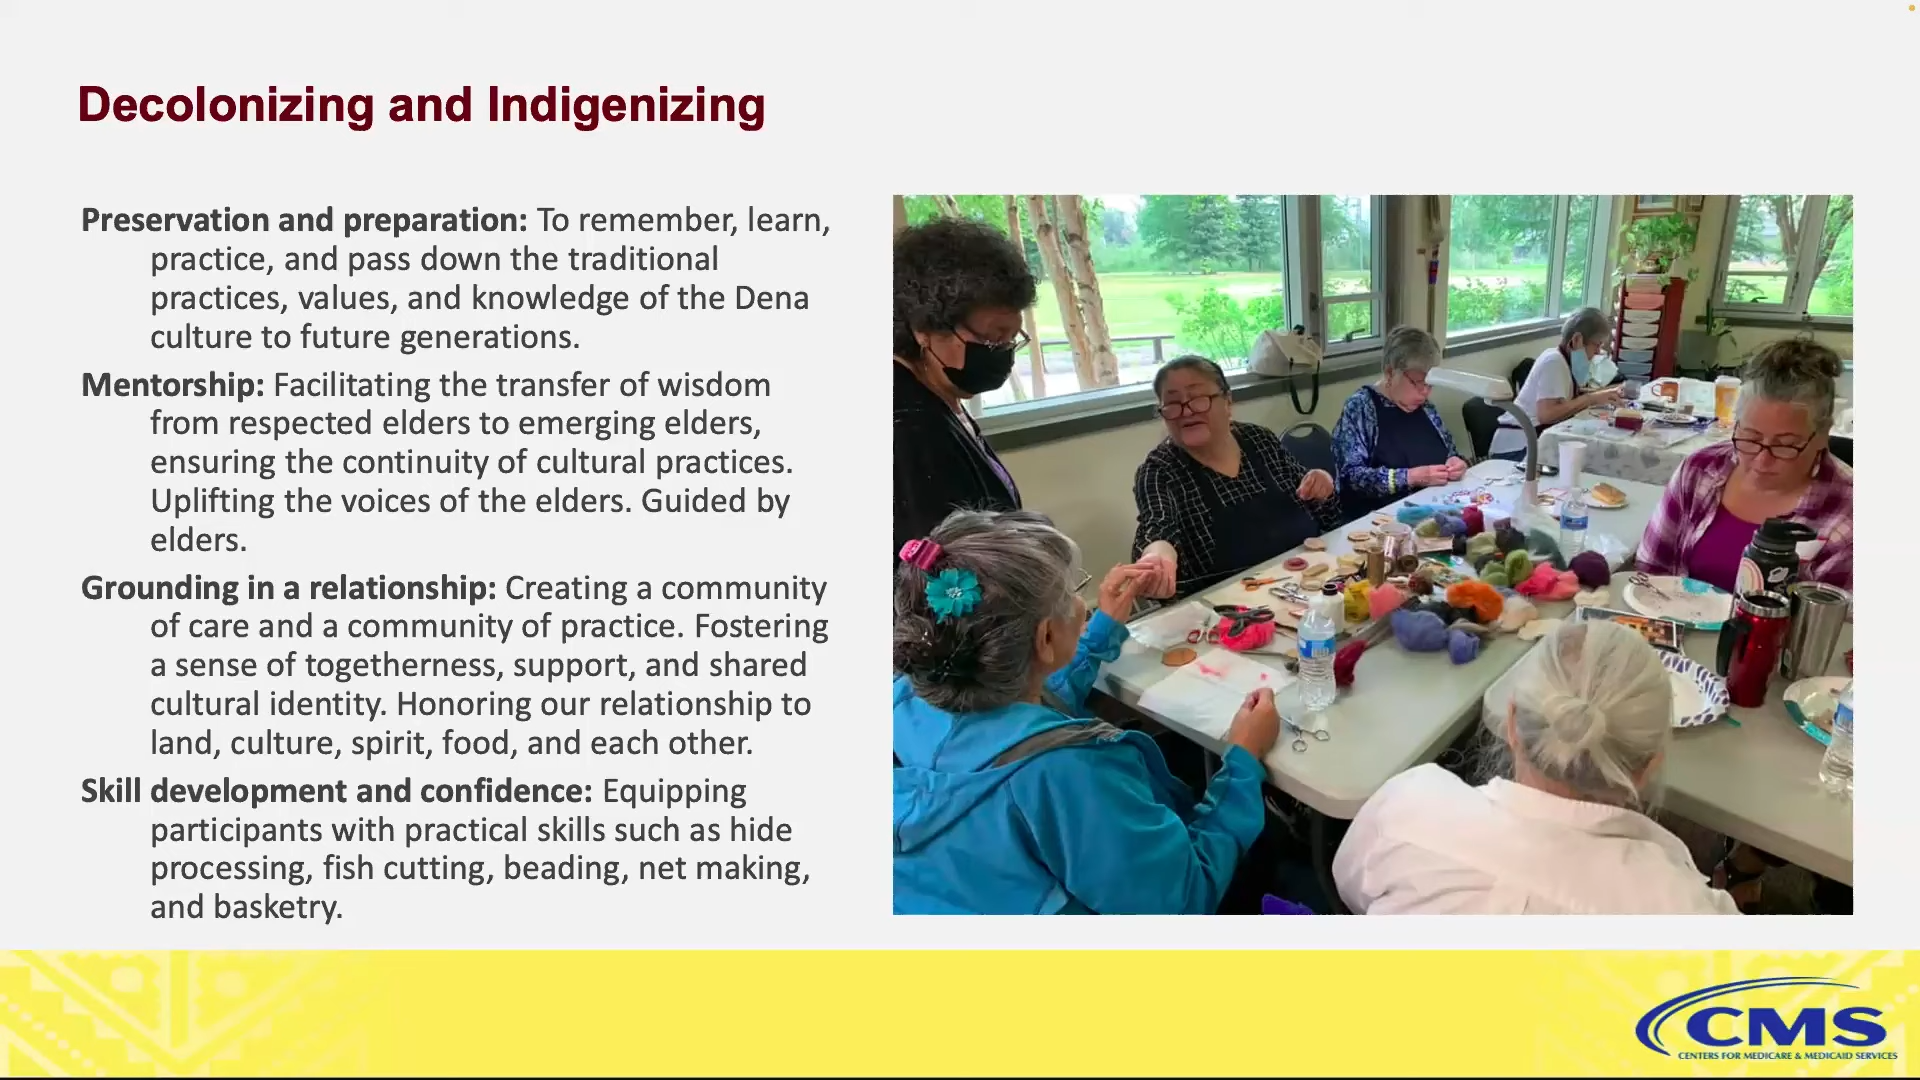 Decolonizing and Indigenizing
Preservation and preparation: To remember, learn,
practice, and pass down the traditional
practices, values, and knowledge of the Dena
culture to future generations.
Mentorship: Facilitating the transfer of wisdom
from respected elders to emerging elders,
ensuring the continuity of cultural practices.
Uplifting the voices of the elders. Guided by
elders.
Grounding in a relationship: Creating a community
of care and a community of practice. Fostering
a sense of togetherness, support, and shared
cultural identity. Honoring our relationship to
land, culture, spirit, food, and each other.
Skill development and confidence: Equipping
participants with practical skills such as hide
processing, fish cutting, beading, net making,
and basketry.
CMS
CENTERS FOR MEDICARE & MEDICAID SERVICES